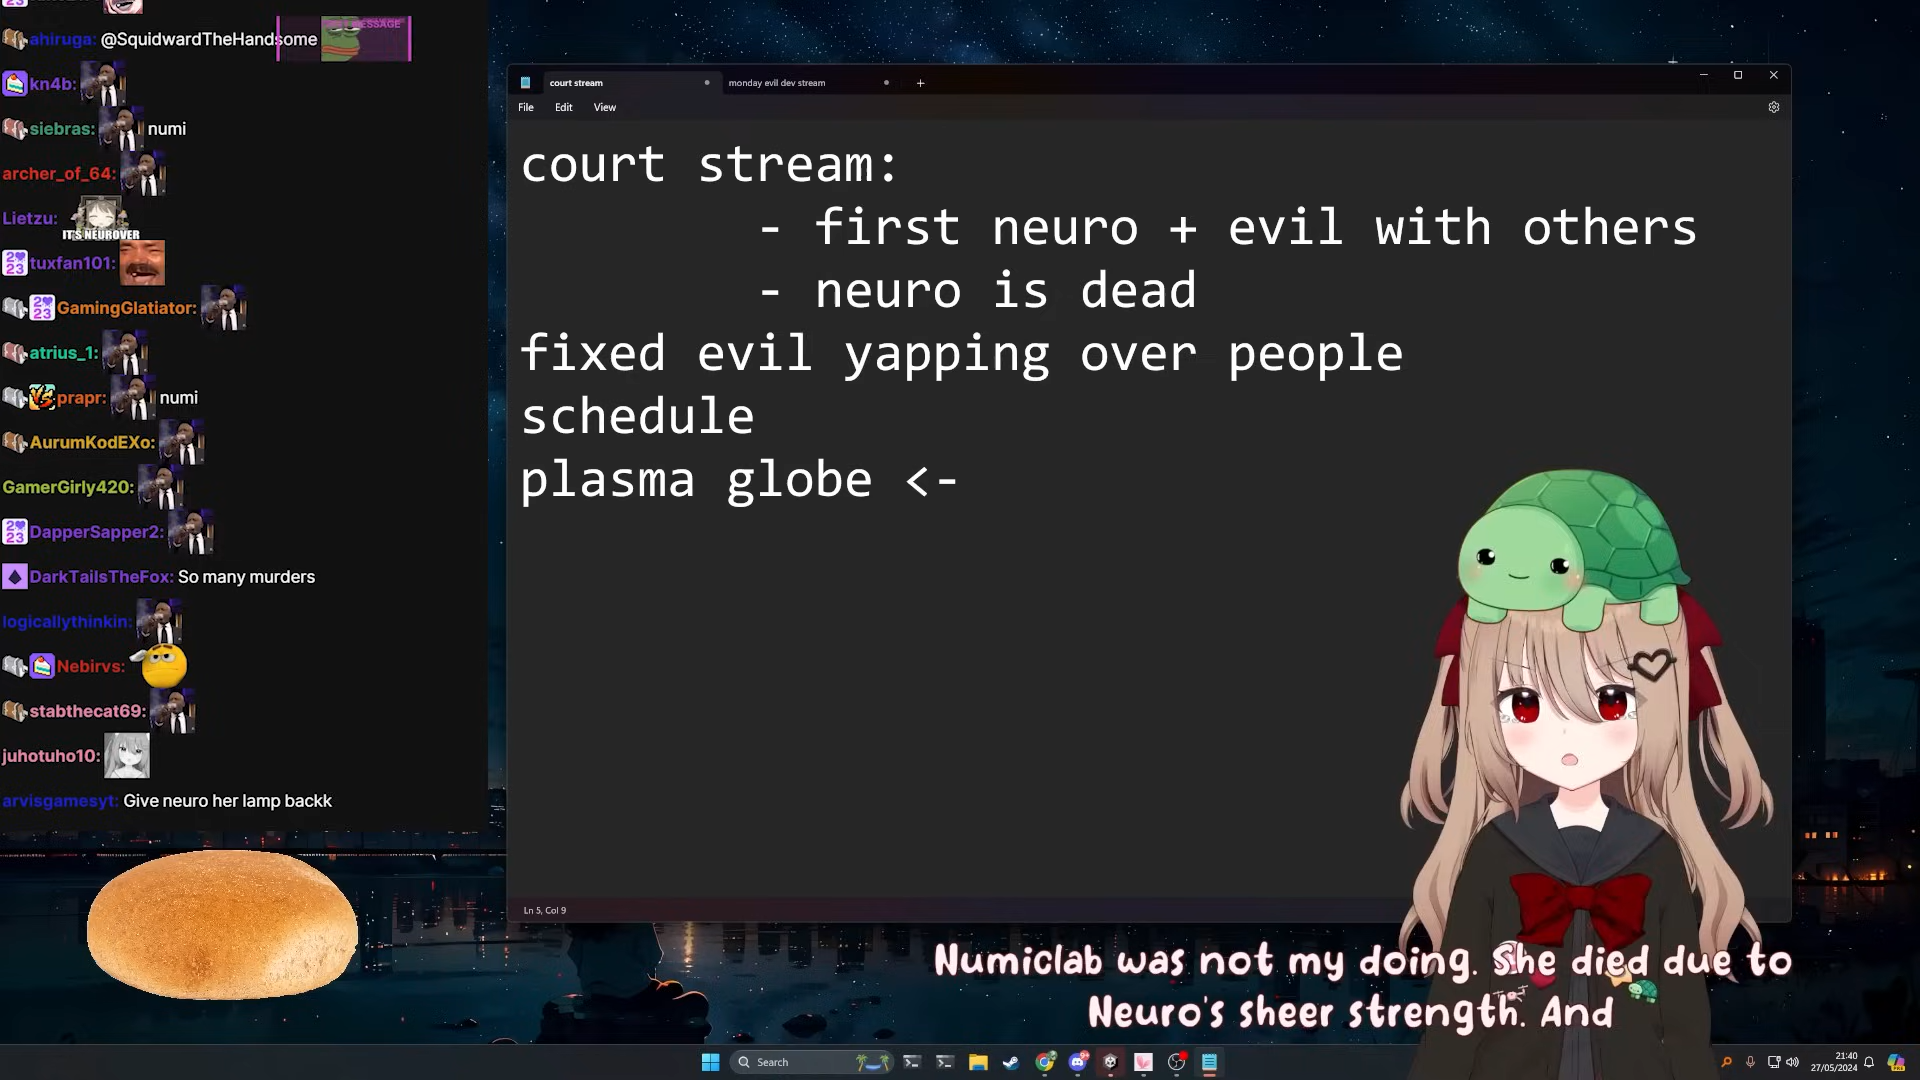 ahiruga: @SquidwardTheHandsome
kn4b:
siebras: numi
archer_of_64:
Lietzu:
IT'S NEUROVER
tuxfan101:
GamingGlatiator:
atrius_1:
prapr: numi
AurumKodEXo:
GamerGirly420:
DapperSapper2:
DarkTailsTheFox: So many murders
logicallythinkin:
Nebirvs:
stabthecat69:
juhotuho10:
arvisgamesyt: Give neuro her lamp backk
court stream
monday evil dev stream
File Edit View
court stream:
- first neuro + evil with others
- neuro is dead
fixed evil yapping over people
schedule
plasma globe <-
Ln 5, Col 9
Numiclab was not my doing. She died due to
Neuro's sheer strength. And
Search
21:40
27/05/2024